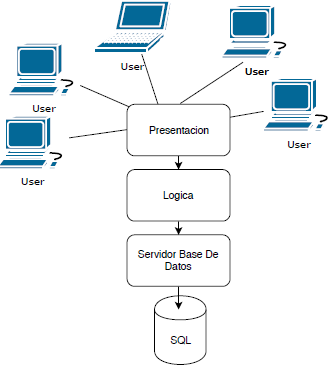 User
User
User
User
User
Presentacion
Logica
Servidor Base De
Datos
SQL